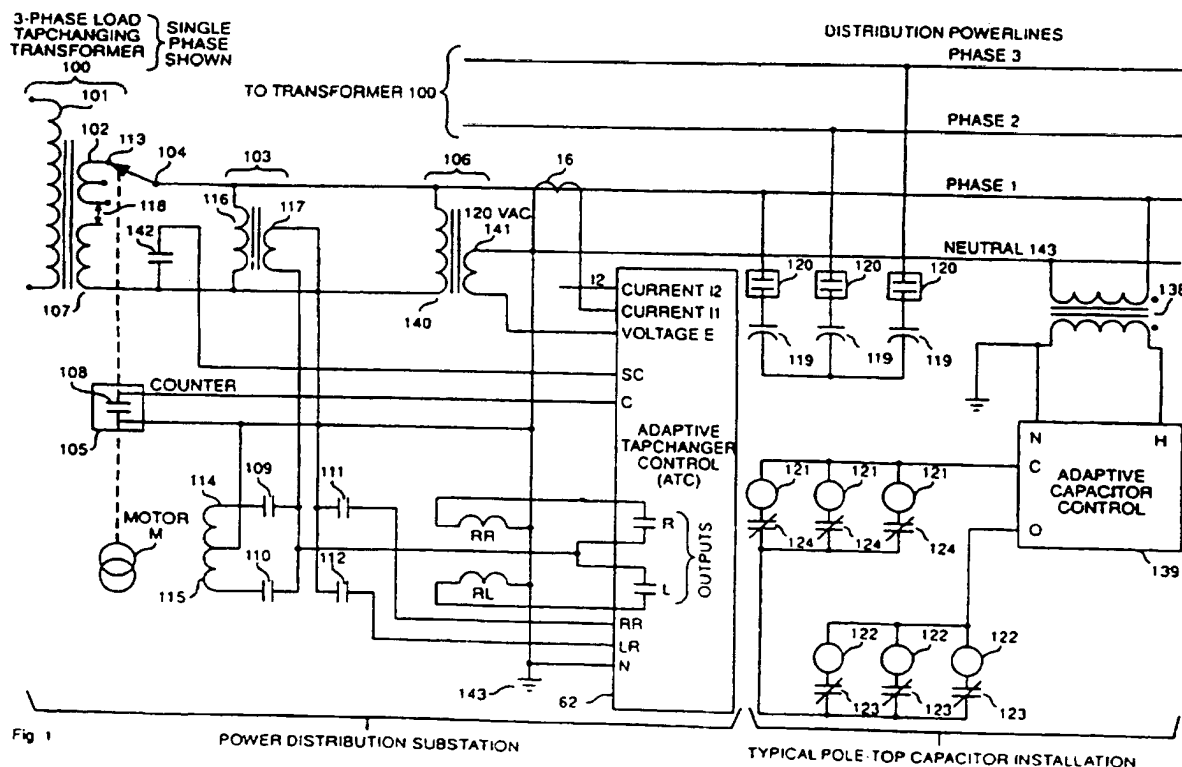 3-PHASE LOAD
TAPCHANGING
TRANSFORMER
SINGLE
PHASE
SHOWN
DISTRIBUTION POWERLINES
PHASE 3
TO TRANSFORMER 100
PHASE 2
PHASE 1
100
101
102
113
104
103
106
16
118
116
117
120 VAC
141
142
NEUTRAL 143
107
140
I2
CURRENT I2
CURRENT I1
VOLTAGE E
120
120
120
138
119
119
119
SC
COUNTER
108
C
105
ADAPTIVE
TAPCHANGER
CONTROL
(ATC)
N
H
C
ADAPTIVE
CAPACITOR
CONTROL
O
139
121
121
121
124
124
124
114
109
111
MOTOR
M
110
112
115
RR
RL
R
L
OUTPUTS
RR
LR
N
143
62
122
122
122
123
123
123
Fig 1
POWER DISTRIBUTION SUBSTATION
TYPICAL POLE-TOP CAPACITOR INSTALLATION